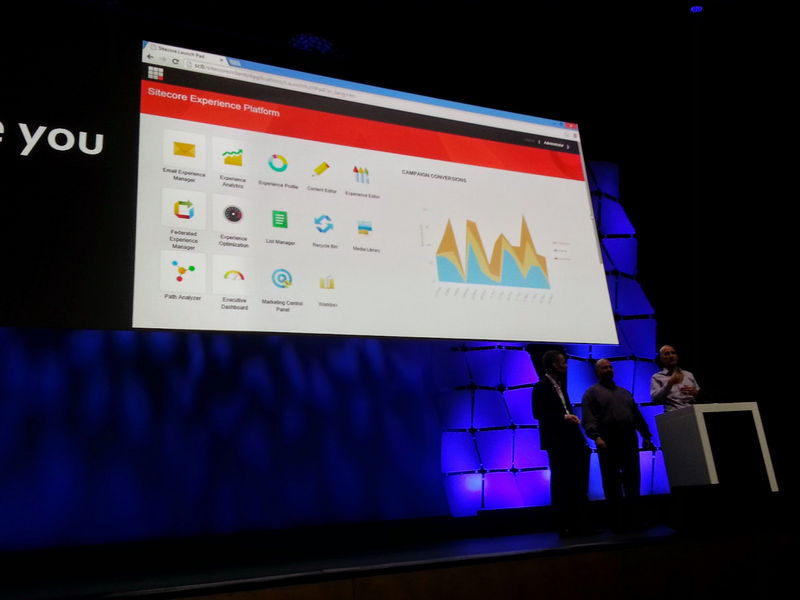 e you
Sitecore Launch Pad
Sitecore Experience Platform
Administrator
Email Experience
Manager
Experience
Analytics
Experience Profile
Content Editor
Experience Editor
Federated
Experience
Manager
Experience
Optimization
List Manager
Recycle Bin
Media Library
Path Analyzer
Executive
Dashboard
Marketing Control
Panel
Workbox
CAMPAIGN CONVERSIONS